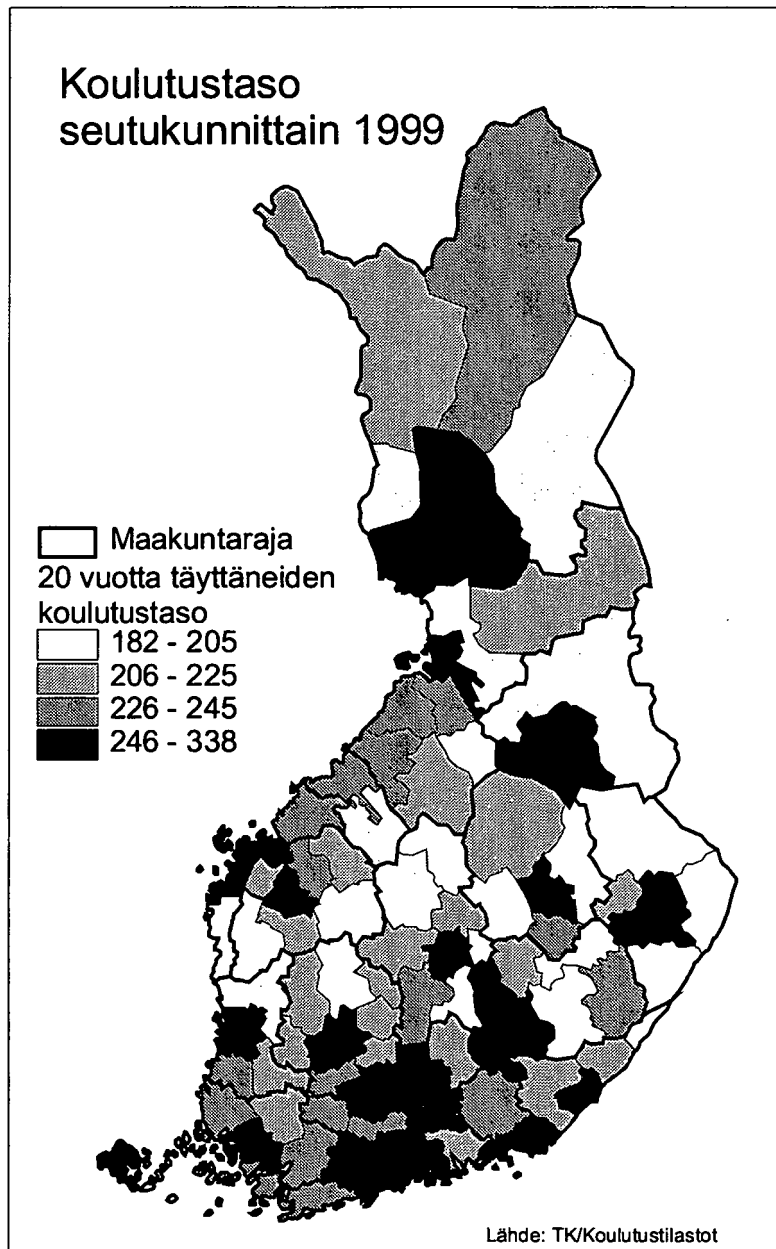 Koulutustaso
seutukunnittain 1999
Maakuntaraja
20 vuotta täyttäneiden
koulutustaso
182 - 205
206 - 225
226 - 245
246 - 338
Lähde: TK/Koulutustilastot